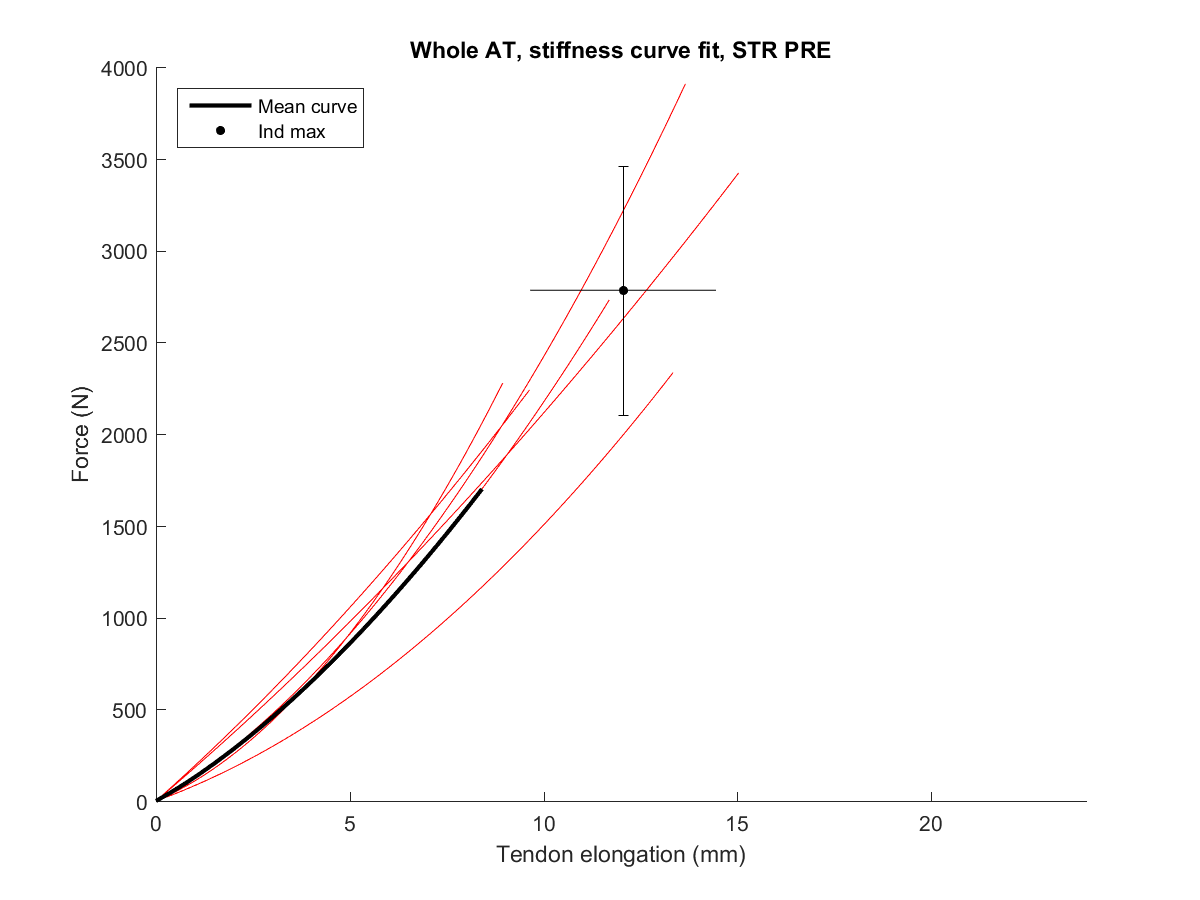 Whole AT, stiffness curve fit, STR PRE
4000
3500
3000
2500
2000
1500
1000
500
0
Mean curve
Ind max
Force (N)
0 5 10 15 20
Tendon elongation (mm)